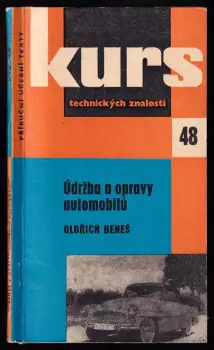 kurs
technických znalostí
48
Údržba a opravy
automobilů
OLDŘICH BENEŠ
PŘÍRUČNÍ UČEBNÍ TEXTY